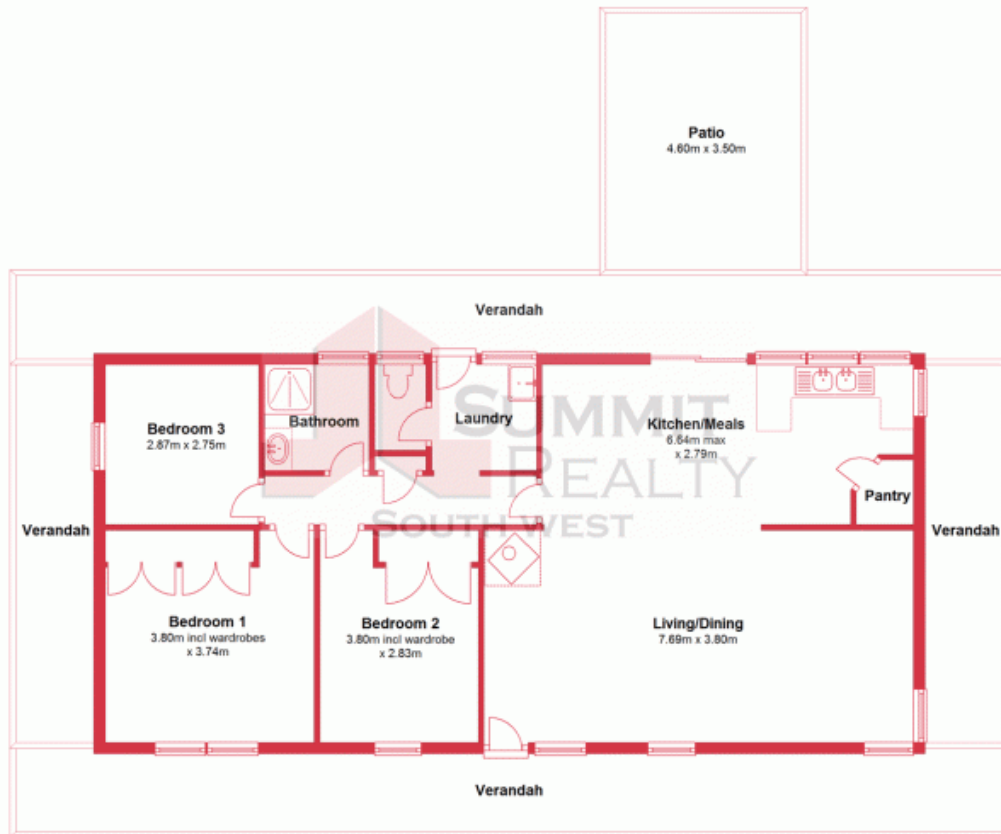 Patio
4.60m x 3.50m
Verandah
Bathroom
Laundry
Bedroom 3
2.87m x 2.75m
Kitchen/Meals
6.64m max
x 2.79m
SUMMIT
REALTY
SOUTH WEST
Pantry
Verandah
Verandah
Bedroom 1
3.80m incl wardrobes
x 3.74m
Bedroom 2
3.80m incl wardrobe
x 2.83m
Living/Dining
7.69m x 3.80m
Verandah